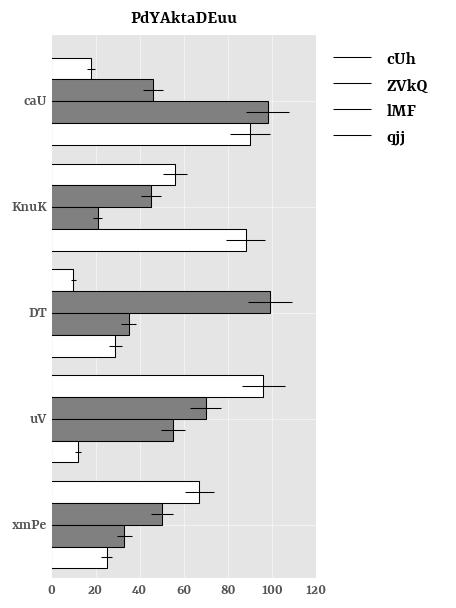 PdYAktaDEuu
cUh
ZVkQ
lMF
qjj
caU
KnuK
DT
uV
xmPe
0 20 40 60 80 100 120